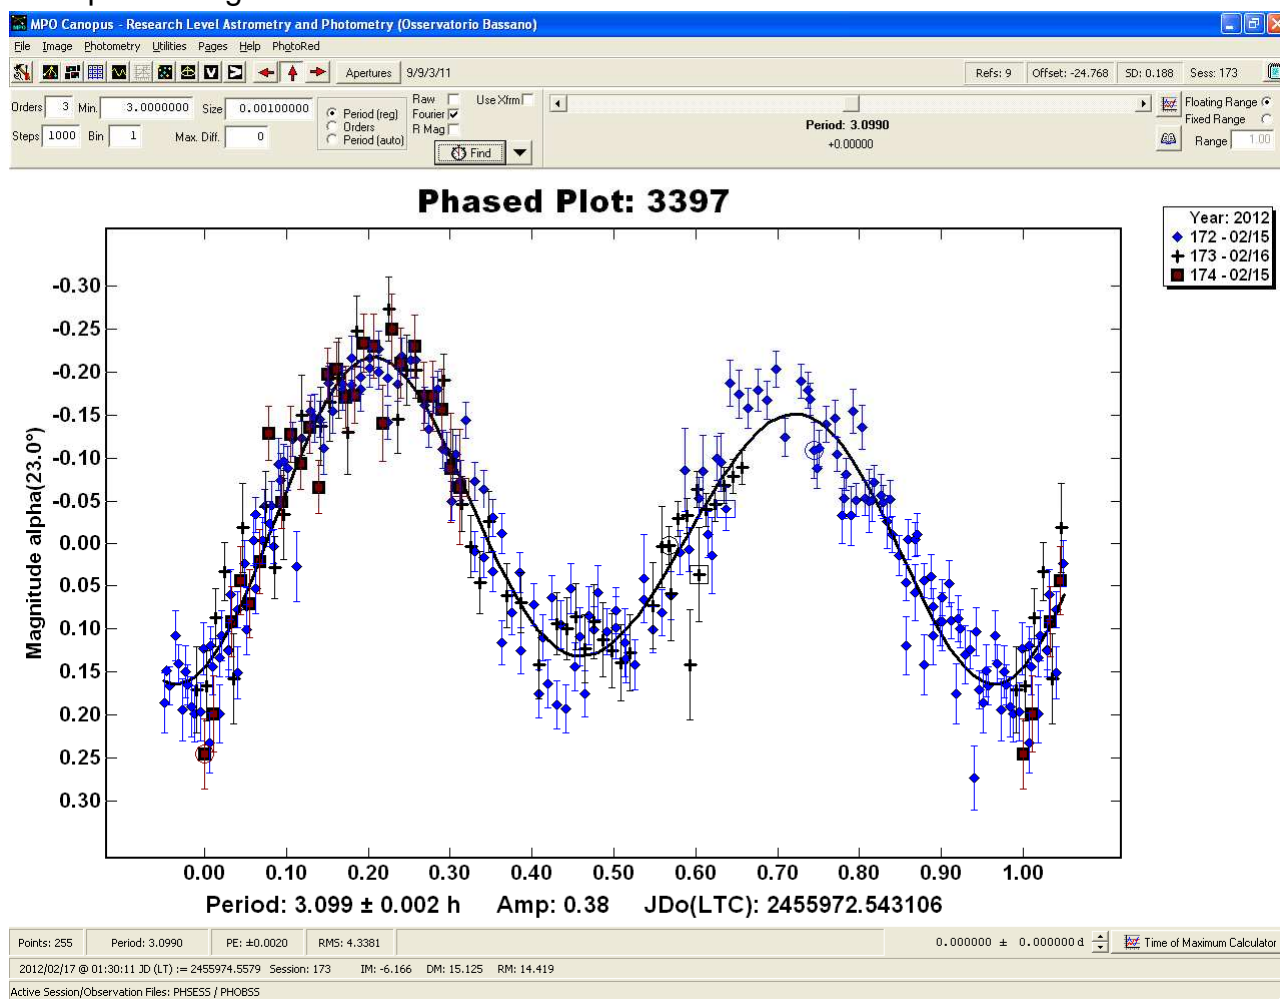 MPO Canopus - Research Level Astrometry and Photometry (Osservatorio Bassano)
File Image Photometry Utilities Pages Help PhotoRed
Apertures 9/9/3/11 Refs: 9 Offset: -24.768 SD: 0.188 Sess: 173
Orders 3 Min. 3.0000000 Size 0.00100000
Steps 1000 Bin 1 Max. Diff. 0
Period (reg)
Orders
Period (auto)
Raw Use Xfrm
Fourier
R Mag
Find
Period: 3.0990
+0.00000
Floating Range
Fixed Range
Range 1.00
Phased Plot: 3397
Year: 2012
172 - 02/15
173 - 02/16
174 - 02/15
Magnitude alpha(23.0°)
-0.30
-0.25
-0.20
-0.15
-0.10
-0.05
0.00
0.05
0.10
0.15
0.20
0.25
0.30
0.00 0.10 0.20 0.30 0.40 0.50 0.60 0.70 0.80 0.90 1.00
Period: 3.099 ± 0.002 h Amp: 0.38 JDo(LTC): 2455972.543106
Points: 255 Period: 3.0990 PE: ±0.0020 RMS: 4.3381 0.000000 ± 0.000000 d Time of Maximum Calculator
2012/02/17 @ 01:30:11 JD (LT) := 2455974.5579 Session: 173 IM: -6.166 DM: 15.125 RM: 14.419
Active Session/Observation Files: PHSESS / PHOBSS